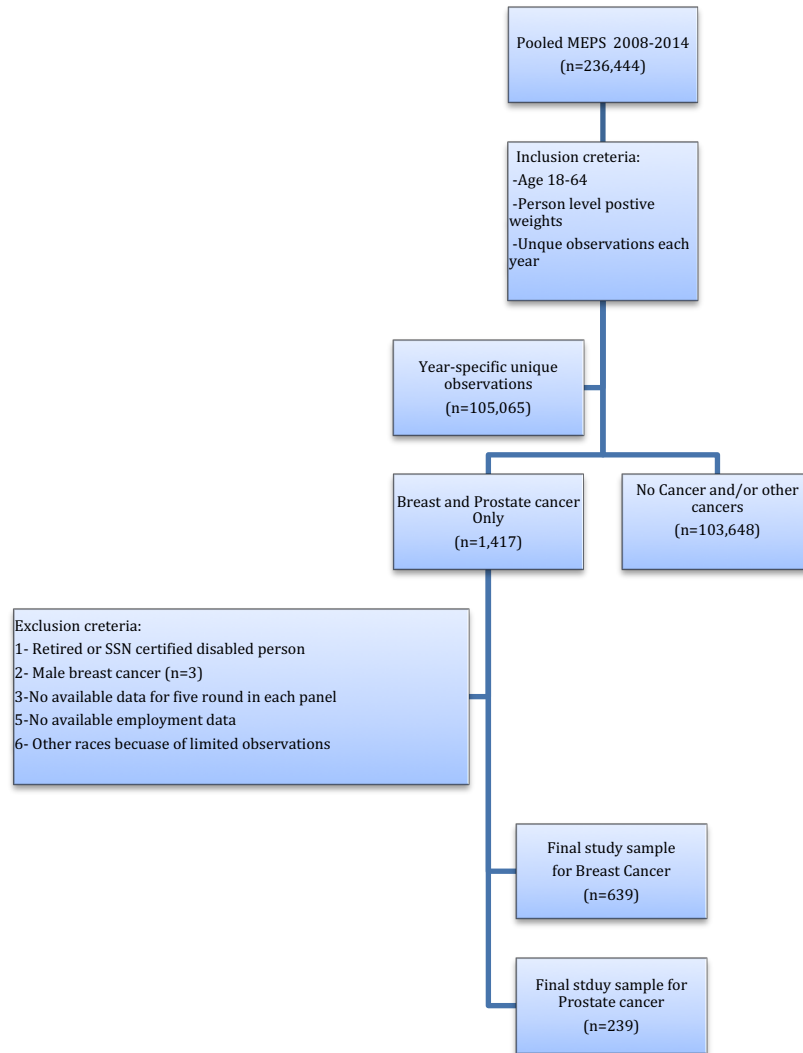 Pooled MEPS 2008-2014
(n=236,444)
Inclusion creteria:
-Age 18-64
-Person level postive
weights
-Unque observations each
year
Year-specific unique
observations
(n=105,065)
Breast and Prostate cancer
Only
(n=1,417)
No Cancer and/or other
cancers
(n=103,648)
Exclusion creteria:
1- Retired or SSN certified disabled person
2- Male breast cancer (n=3)
3-No available data for five round in each panel
5-No available employment data
6- Other races becuase of limited observations
Final study sample
for Breast Cancer
(n=639)
Final stduy sample for
Prostate cancer
(n=239)